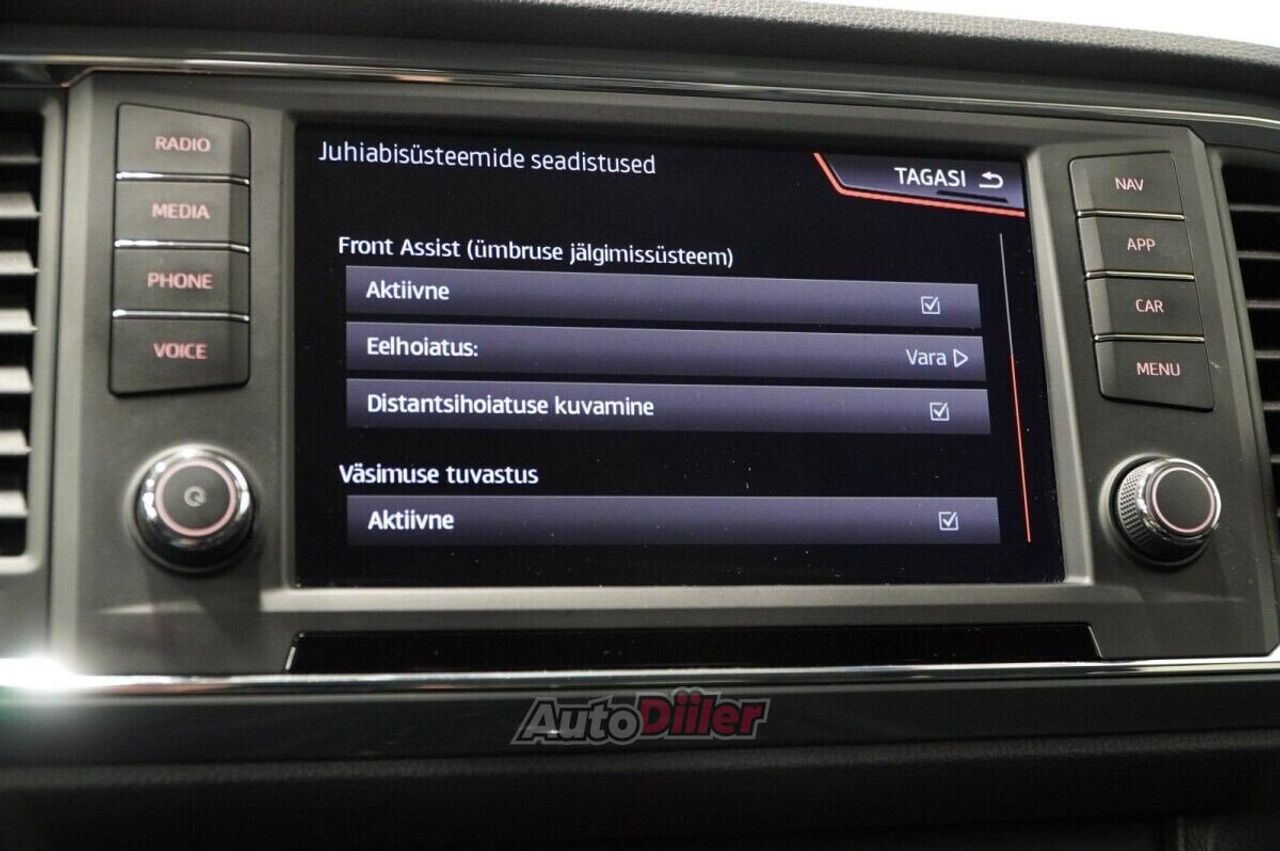 RADIO
MEDIA
PHONE
VOICE
Juhiabisüsteemide seadistused
TAGASI
Front Assist (ümbruse jälgimissüsteem)
Aktiivne
Eelhoiatus: Vara
Distantsihoiatuse kuvamine
Väsimuse tuvastus
Aktiivne
NAV
APP
CAR
MENU
AutoDiiler